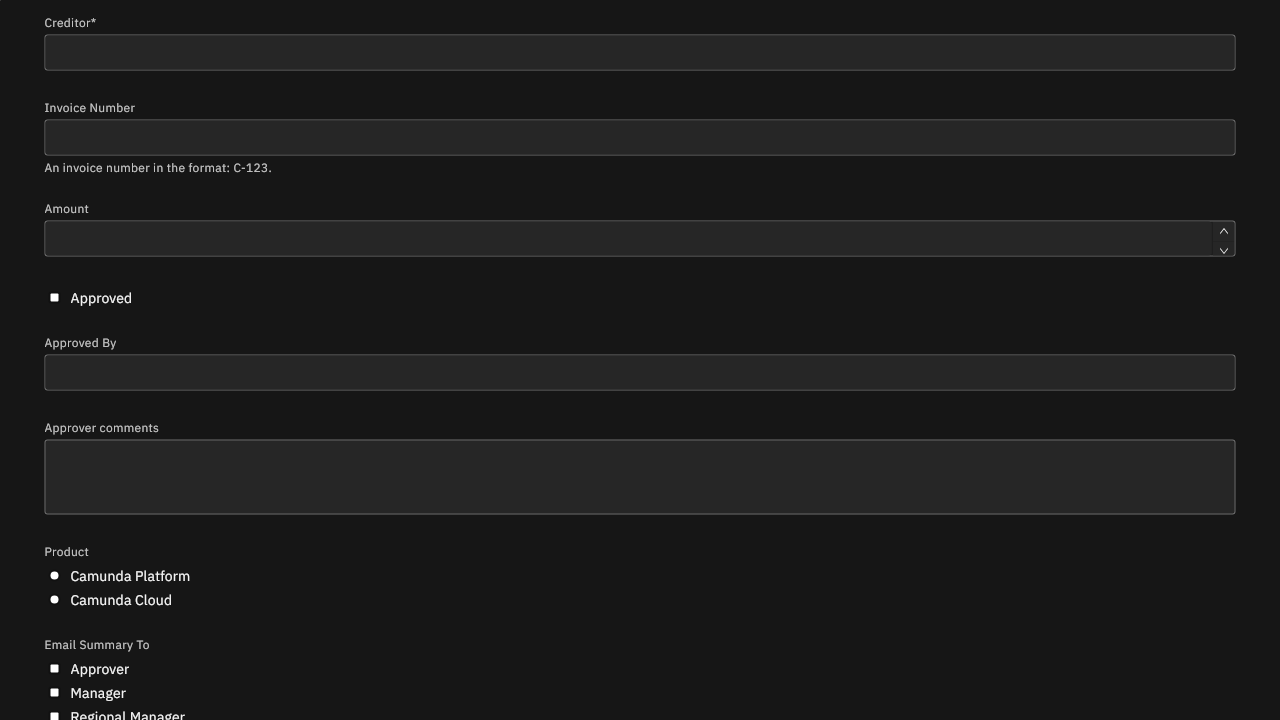 Creditor*
Invoice Number
An invoice number in the format: C-123.
Amount
Approved
Approved By
Approver comments
Product
Camunda Platform
Camunda Cloud
Email Summary To
Approver
Manager
Regional Manager